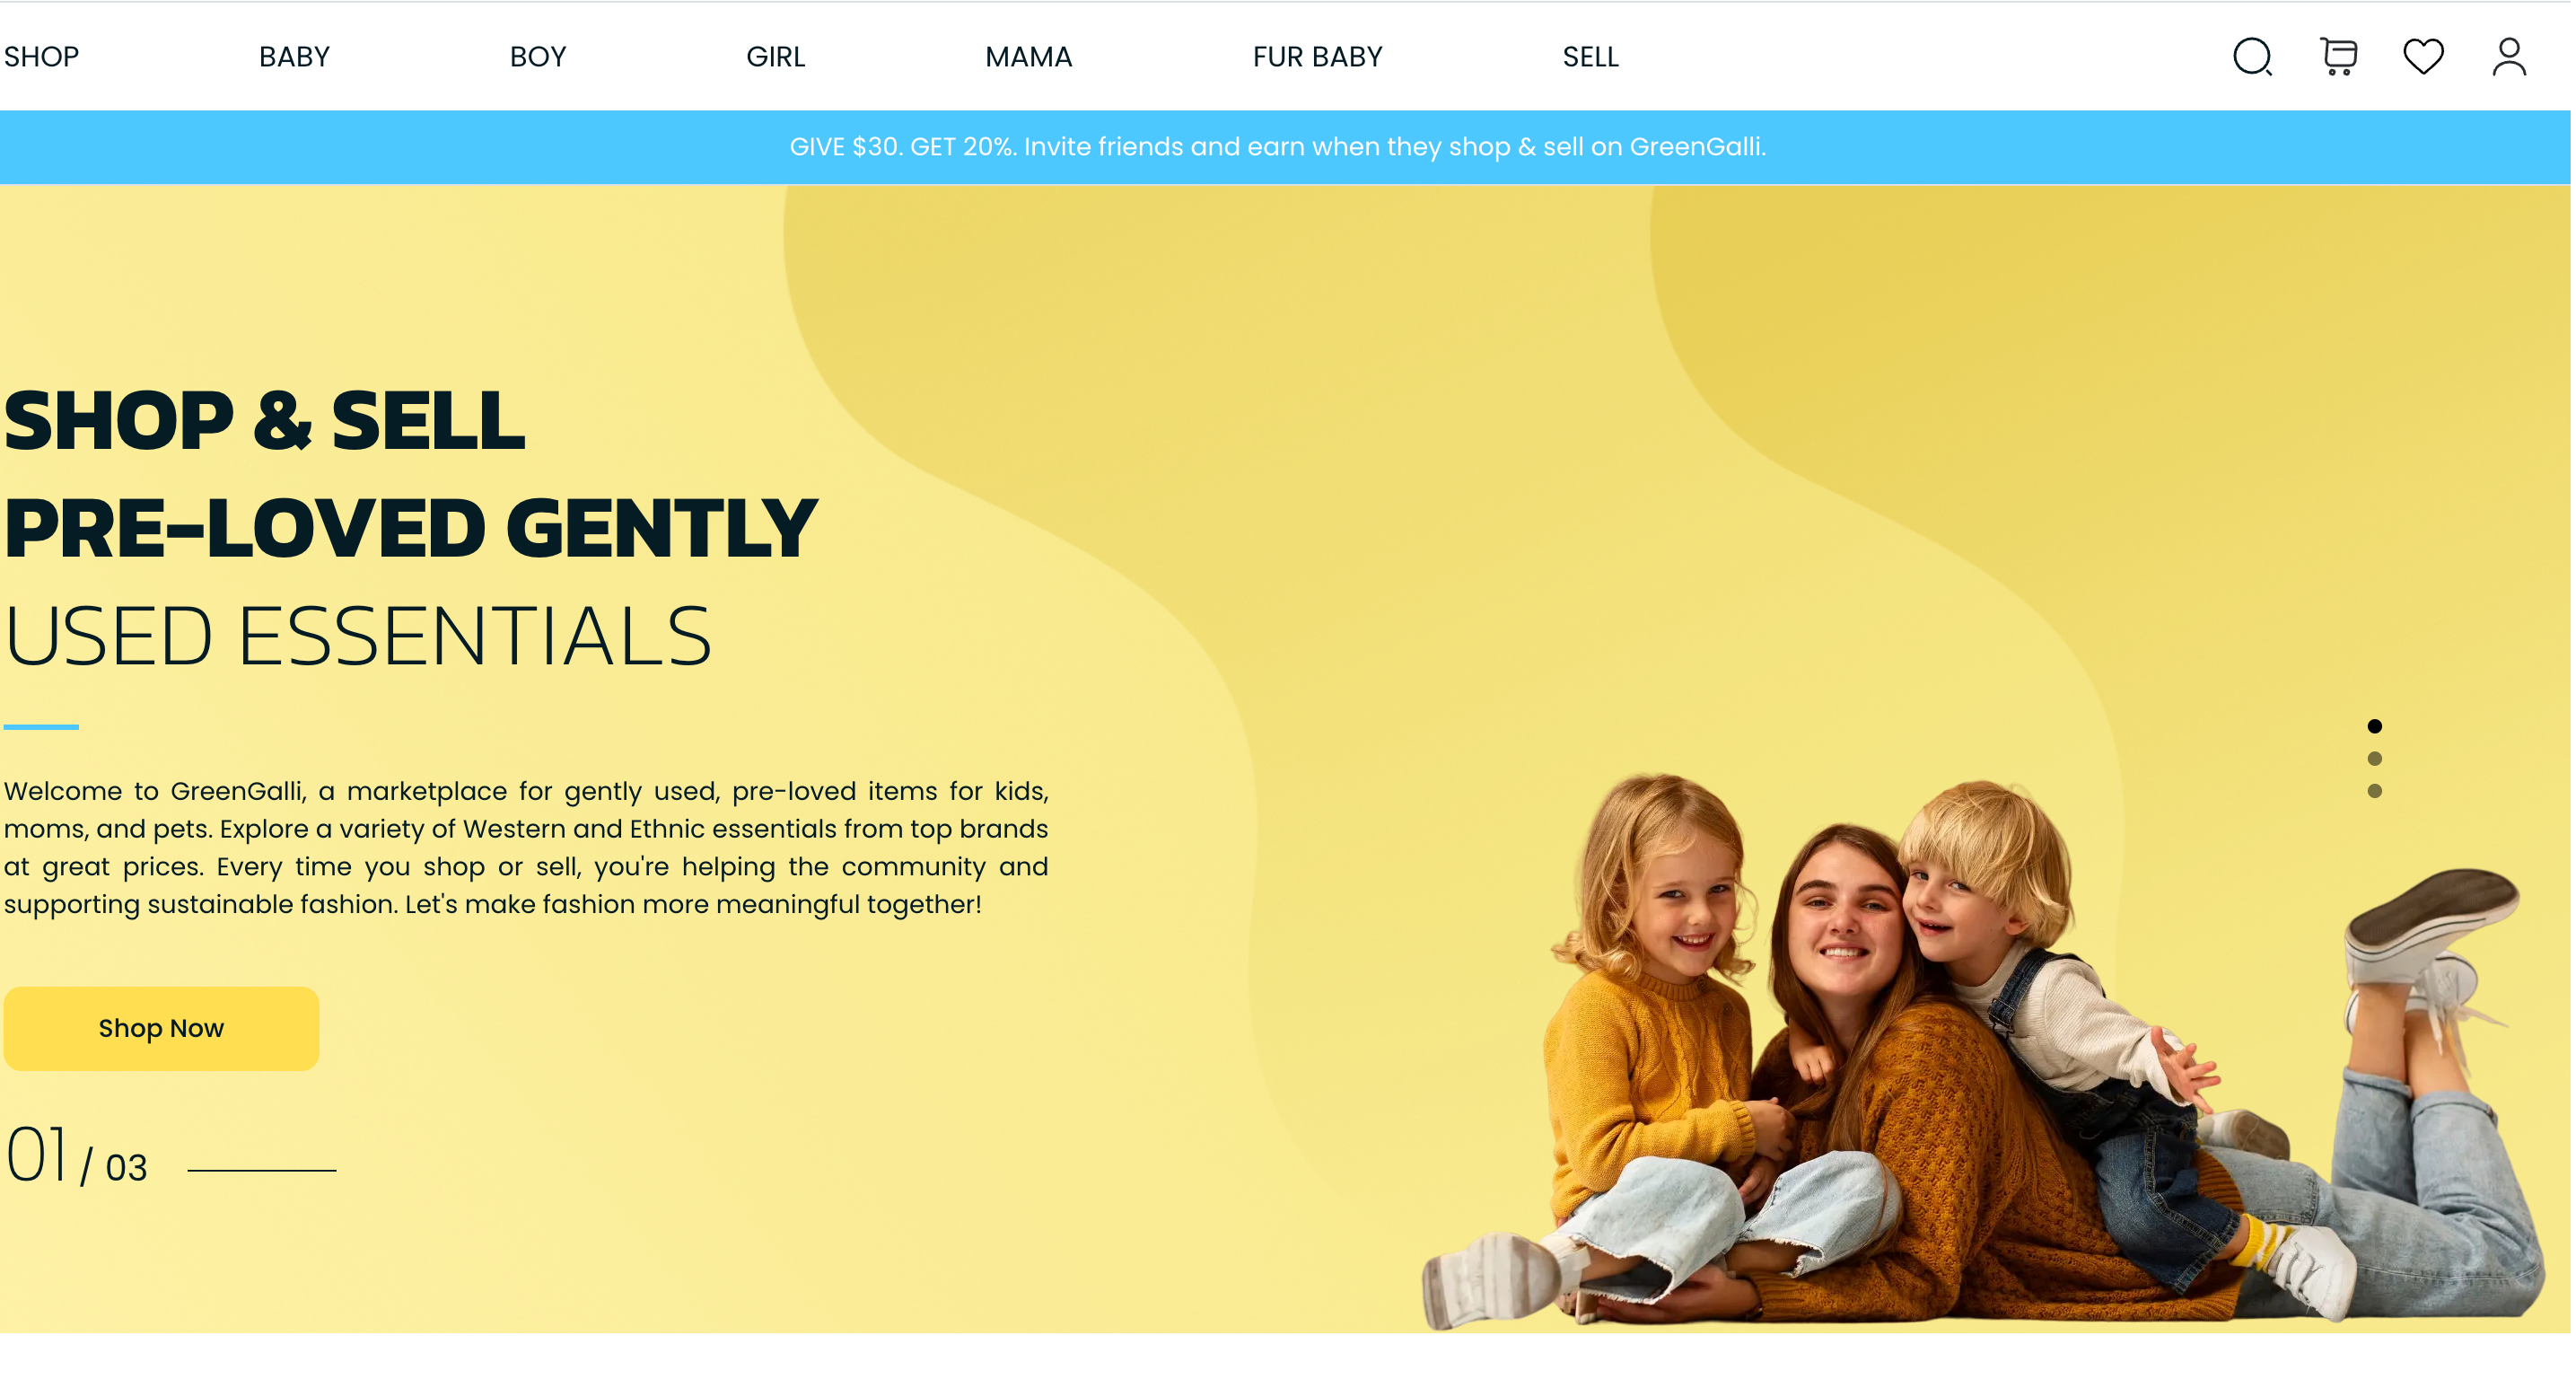 SHOP BABY BOY GIRL MAMA FUR BABY SELL
GIVE $30. GET 20%. Invite friends and earn when they shop & sell on GreenGalli.
SHOP & SELL
PRE-LOVED GENTLY
USED ESSENTIALS
Welcome to GreenGalli, a marketplace for gently used, pre-loved items for kids,
moms, and pets. Explore a variety of Western and Ethnic essentials from top brands
at great prices. Every time you shop or sell, you're helping the community and
supporting sustainable fashion. Let's make fashion more meaningful together!
Shop Now
01 / 03